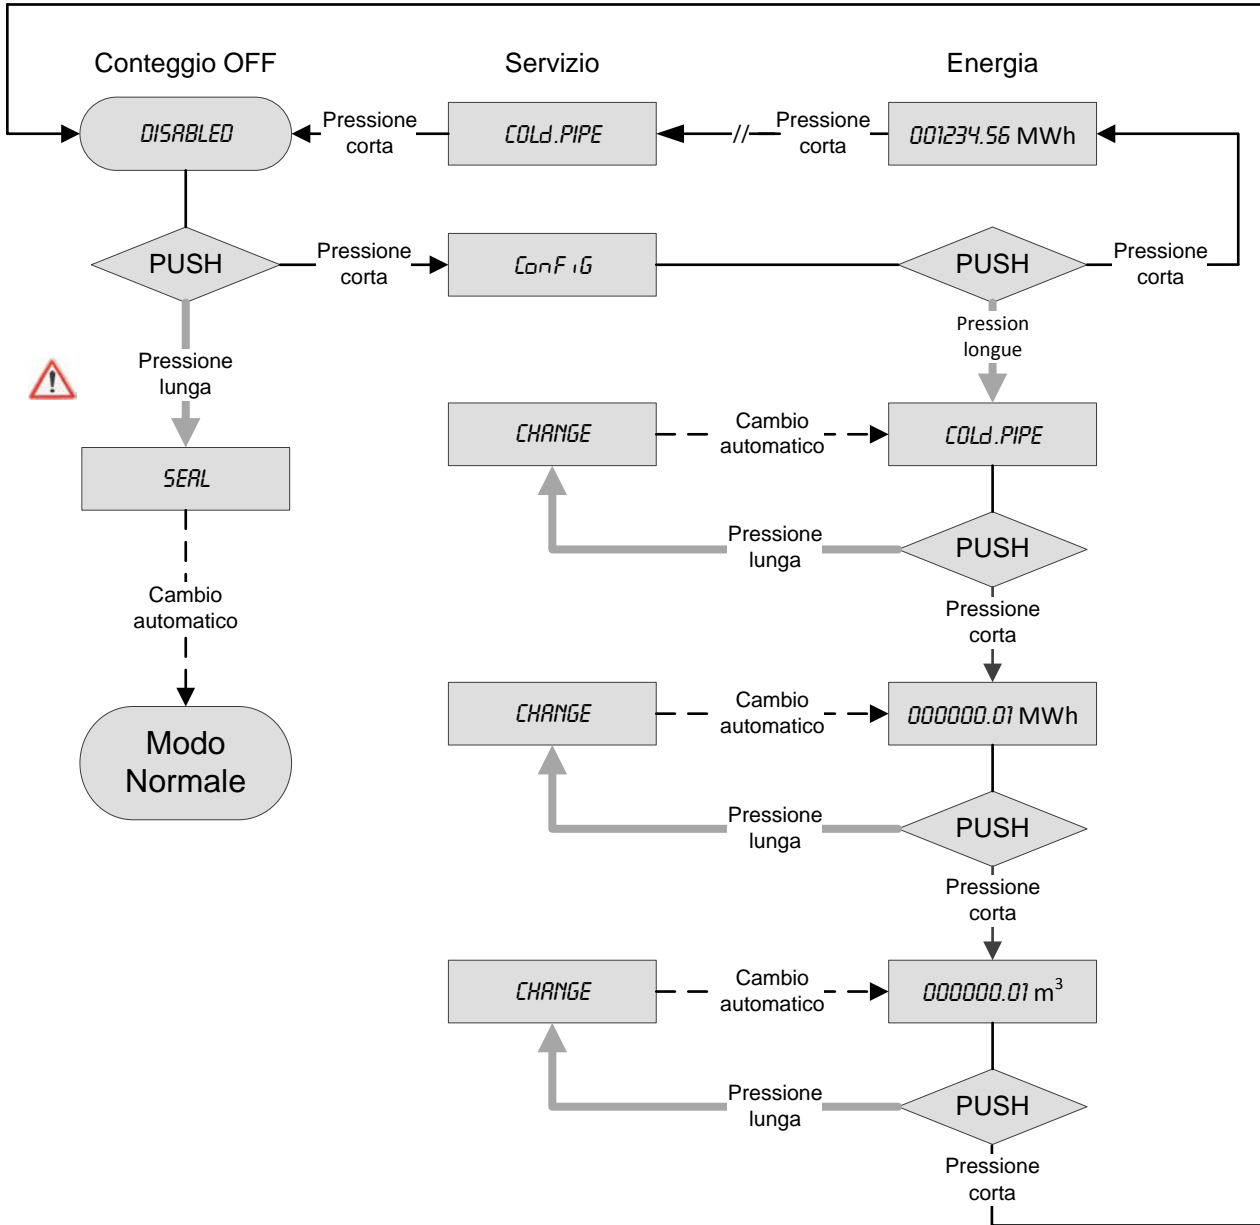 Conteggio OFF
Servizio
Energia
DISABLED
Pressione
corta
COLd.PIPE
//
Pressione
corta
001234.56 MWh
PUSH
Pressione
corta
ConFiG
PUSH
Pressione
corta
Pressione
lunga
Pression
longue
CHANGE
Cambio
automatico
COLd.PIPE
SEAL
Pressione
lunga
PUSH
Cambio
automatico
Pressione
corta
Modo
Normale
CHANGE
Cambio
automatico
000000.01 MWh
Pressione
lunga
PUSH
Pressione
corta
CHANGE
Cambio
automatico
000000.01 m³
Pressione
lunga
PUSH
Pressione
corta